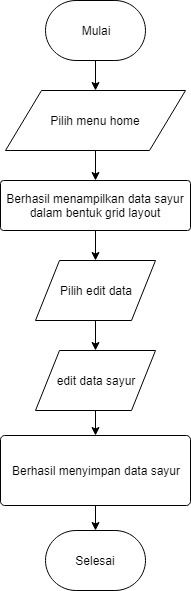 Mulai
Pilih menu home
Berhasil menampilkan data sayur
dalam bentuk grid layout
Pilih edit data
edit data sayur
Berhasil menyimpan data sayur
Selesai